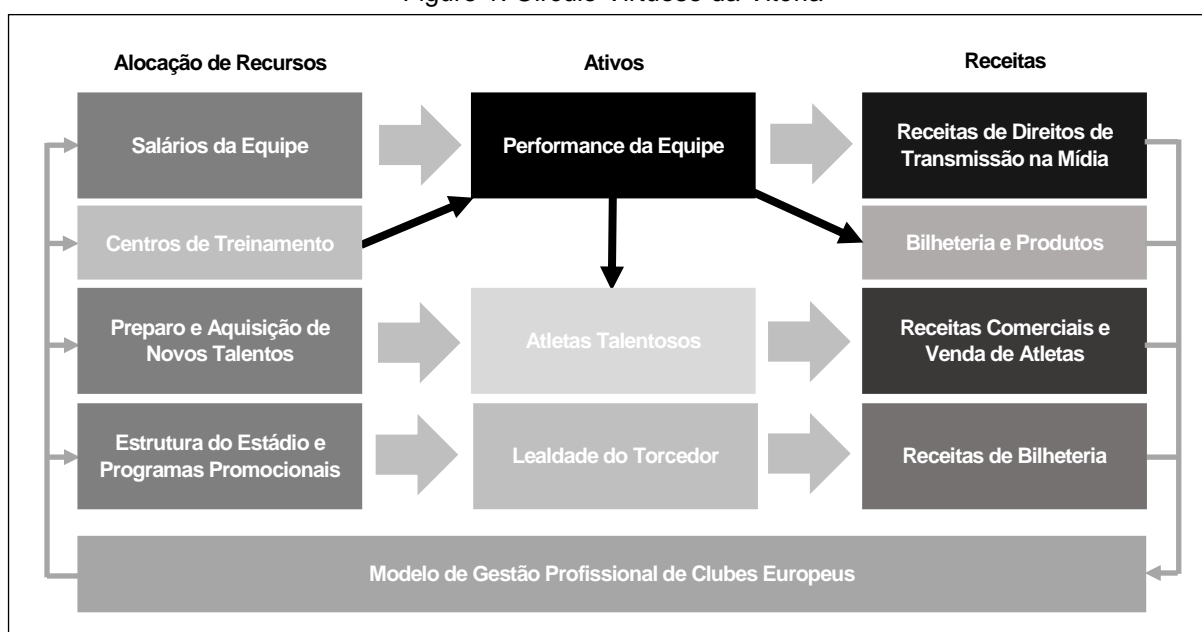 Figure 1. Círculo Virtuoso da Vitória
Alocação de Recursos
Ativos
Receitas
Salários da Equipe
Performance da Equipe
Receitas de Direitos de
Transmissão na Mídia
Centros de Treinamento
Bilheteria e Produtos
Preparo e Aquisição de
Novos Talentos
Atletas Talentosos
Receitas Comerciais e
Venda de Atletas
Estrutura do Estádio e
Programas Promocionais
Lealdade do Torcedor
Receitas de Bilheteria
Modelo de Gestão Profissional de Clubes Europeus